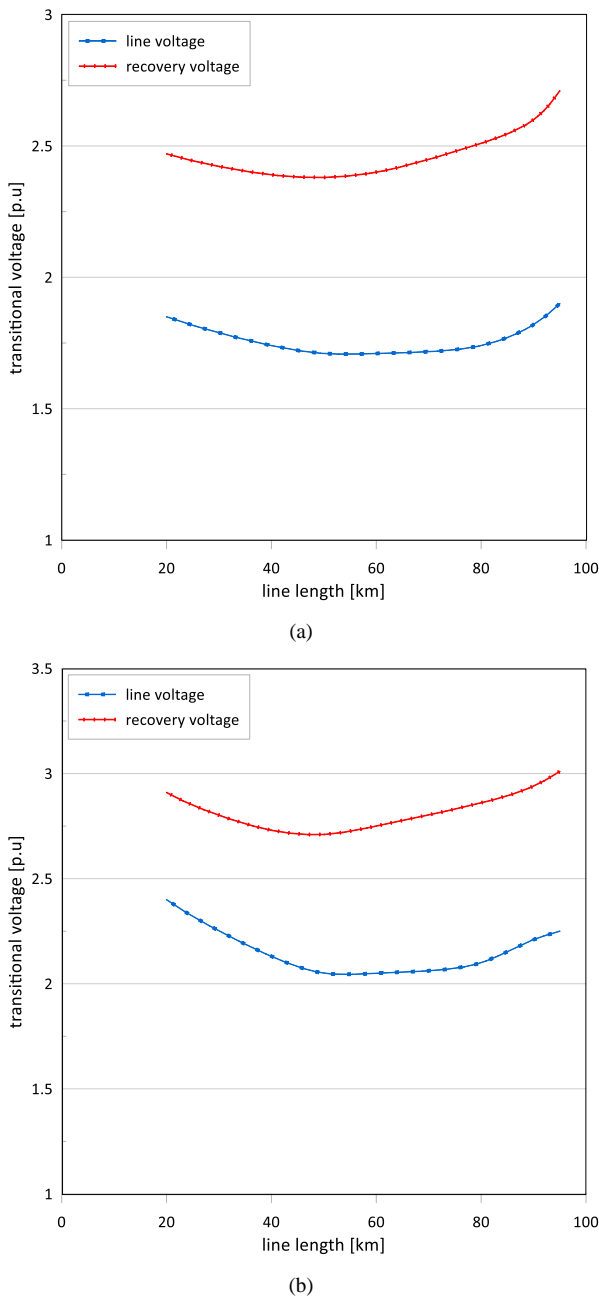 3
line voltage
recovery voltage
2.5
transitional voltage [p.u]
2
1.5
1
0 20 40 60 80 100
line length [km]
(a)
3.5
line voltage
recovery voltage
3
2.5
transitional voltage [p.u]
2
1.5
1
0 20 40 60 80 100
line length [km]
(b)